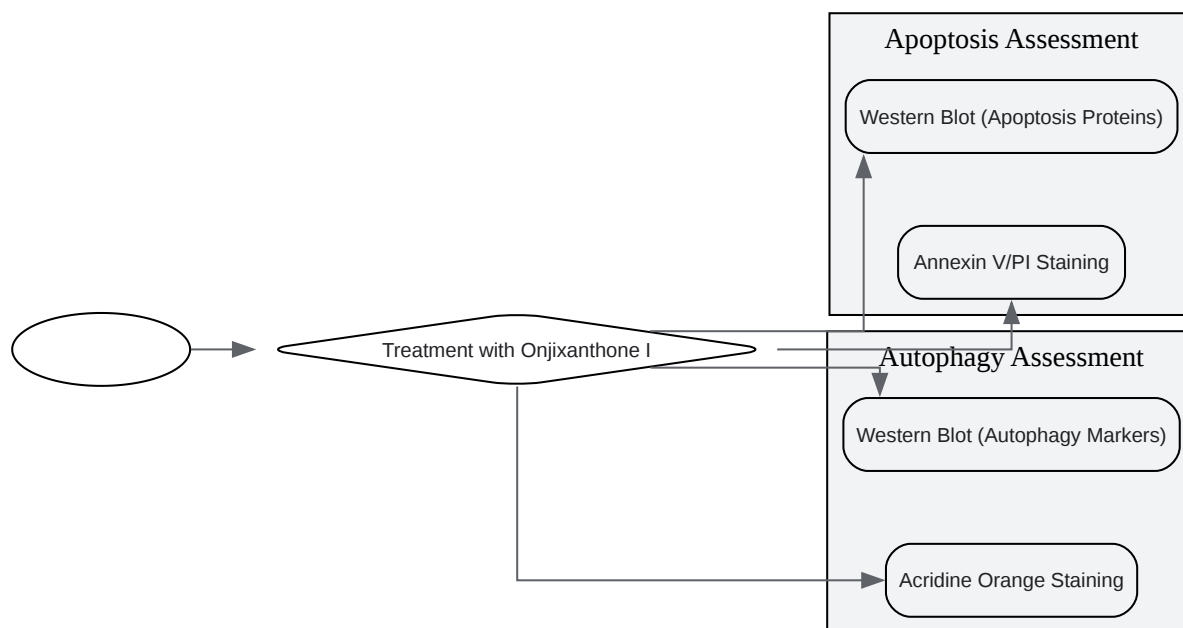 Apoptosis Assessment
Western Blot (Apoptosis Proteins)
Annexin V/PI Staining
Treatment with Onjixanthone I
Autophagy Assessment
Western Blot (Autophagy Markers)
Acridine Orange Staining